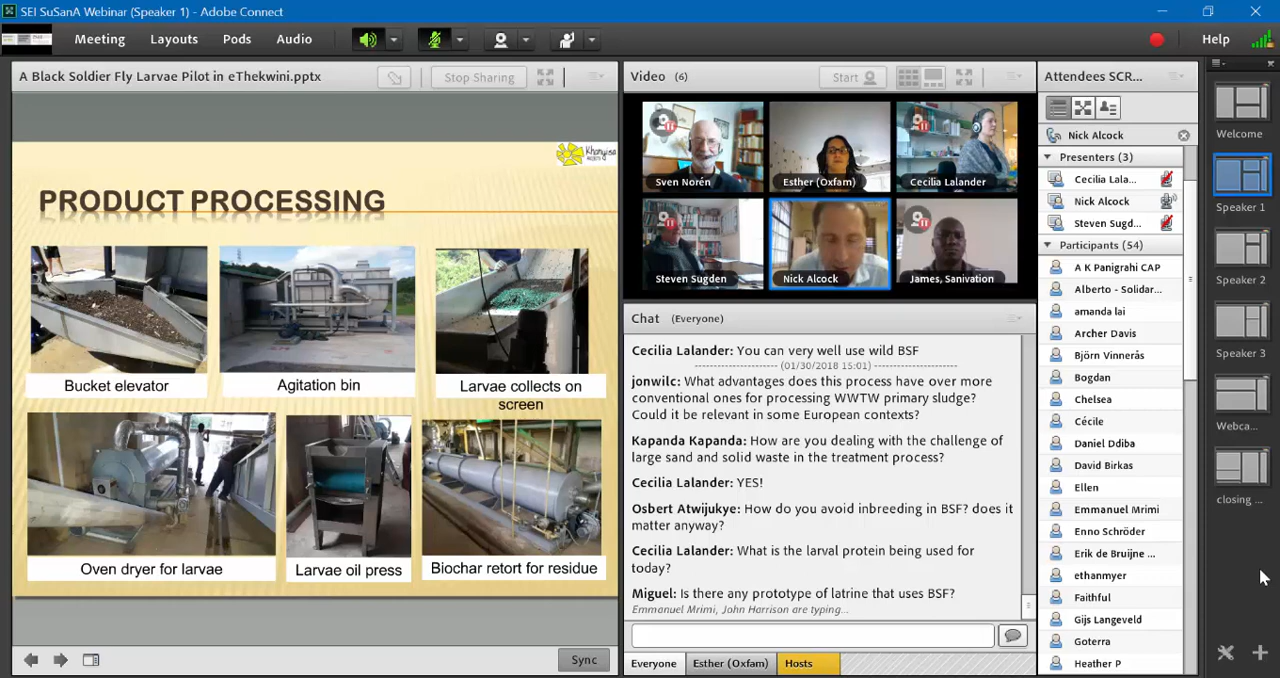 SEI SuSanA Webinar (Speaker 1) - Adobe Connect
Meeting
Layouts
Pods
Audio
Help
A Black Soldier Fly Larvae Pilot in eThekwini.pptx
Stop Sharing
Khanyisa
PROJECTS
PRODUCT PROCESSING
Bucket elevator
Agitation bin
Larvae collects on
screen
Oven dryer for larvae
Larvae oil press
Biochar retort for residue
Sync
Video (6)
Start
Sven Norén
Esther (Oxfam)
Cecilia Lalander
Steven Sugden
Nick Alcock
James, Sanivation
Chat (Everyone)
Cecilia Lalander: You can very well use wild BSF
(01/30/2018 15:01)
jonwilc: What advantages does this process have over more
conventional ones for processing WWTW primary sludge?
Could it be relevant in some European contexts?
Kapanda Kapanda: How are you dealing with the challenge of
large sand and solid waste in the treatment process?
Cecilia Lalander: YES!
Osbert Atwijukye: How do you avoid inbreeding in BSF? does it
matter anyway?
Cecilia Lalander: What is the larval protein being used for
today?
Miguel: Is there any prototype of latrine that uses BSF?
Emmanuel Mrimi, John Harrison are typing...
Everyone
Esther (Oxfam)
Hosts
Attendees SCR...
Nick Alcock
Presenters (3)
Cecilia Lala...
Nick Alcock
Steven Sugd...
Participants (54)
A K Panigrahi CAP
Alberto - Solidar...
amanda lai
Archer Davis
Björn Vinnerås
Bogdan
Chelsea
Cécile
Daniel Ddiba
David Birkas
Ellen
Emmanuel Mrimi
Enno Schröder
Erik de Bruijne ...
ethanmyer
Faithful
Gijs Langeveld
Goterra
Heather P
Welcome
Speaker 1
Speaker 2
Speaker 3
Webca...
closing ...